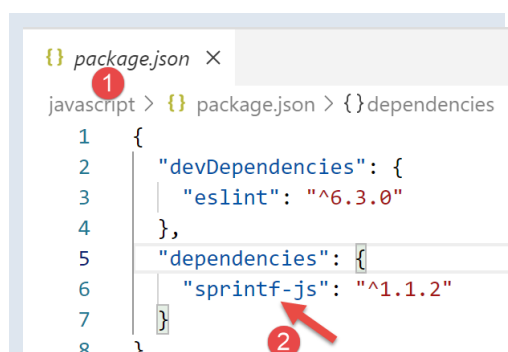 {} package.json ×
1
javascript > {} package.json > {} dependencies
1 {
2 "devDependencies": {
3 "eslint": "^6.3.0"
4 },
5 "dependencies": {
6 "sprintf-js": "^1.1.2"
7 }
2
8 }